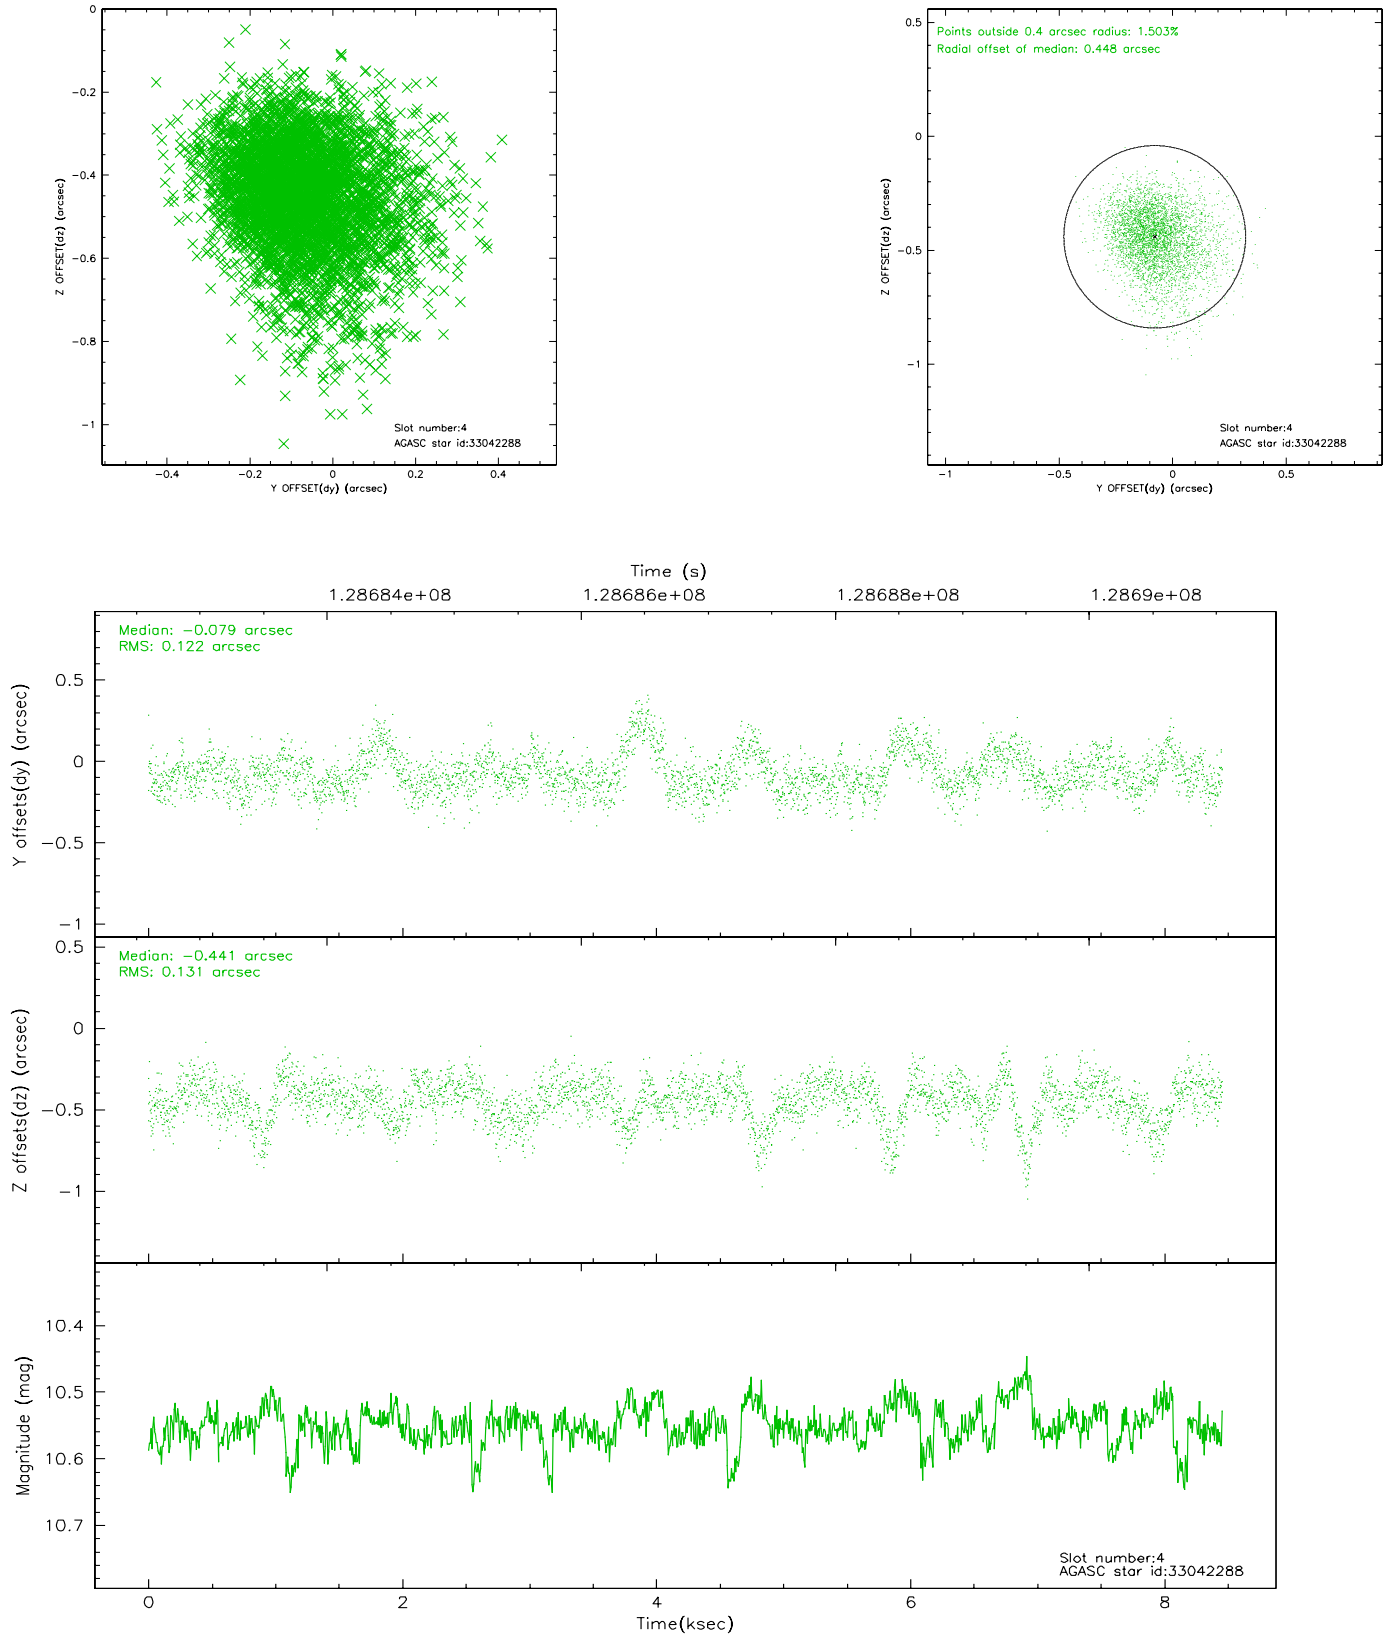 0
−0.2
−0.4
−0.6
−0.8
−1
Z OFFSET(dz) (arcsec)
Slot number:4
AGASC star id:33042288
−0.4 −0.2 0 0.2 0.4
Y OFFSET(dy) (arcsec)
0.5
0
−0.5
−1
Z OFFSET(dz) (arcsec)
Points outside 0.4 arcsec radius: 1.503%
Radial offset of median: 0.448 arcsec
Slot number:4
AGASC star id:33042288
−1 −0.5 0 0.5
Y OFFSET(dy) (arcsec)
Time (s)
1.28684e+08 1.28686e+08 1.28688e+08 1.2869e+08
Median: −0.079 arcsec
RMS: 0.122 arcsec
0.5
0
−0.5
−1
Y offsets(dy) (arcsec)
Median: −0.441 arcsec
RMS: 0.131 arcsec
0.5
0
−0.5
−1
Z offsets(dz) (arcsec)
10.4
10.5
10.6
10.7
Magnitude (mag)
Slot number:4
AGASC star id:33042288
0 2 4 6 8
Time(ksec)